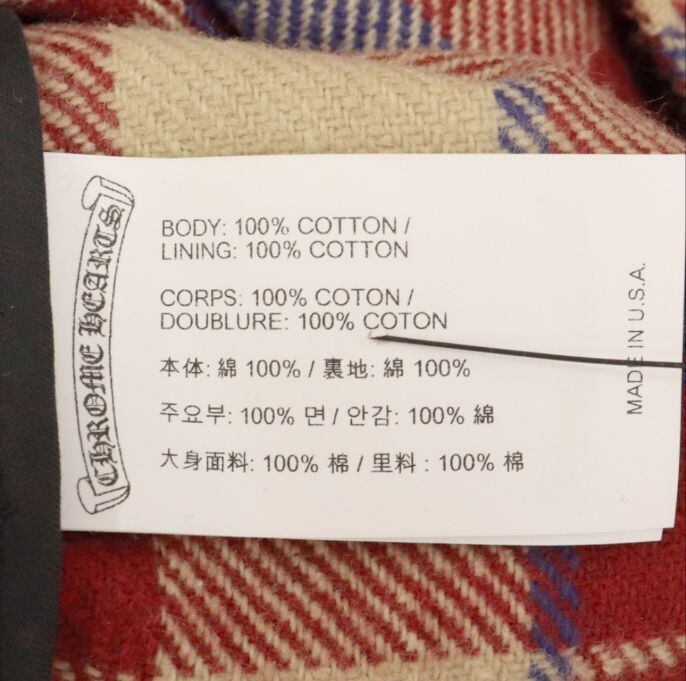 CHROME HEARTS
BODY: 100% COTTON /
LINING: 100% COTTON
CORPS: 100% COTON /
DOUBLURE: 100% COTON
本体: 綿 100% / 裏地: 綿 100%
주요부: 100% 면 / 안감: 100% 綿
大身面料: 100% 棉 / 里料 : 100% 棉
MADE IN U.S.A.